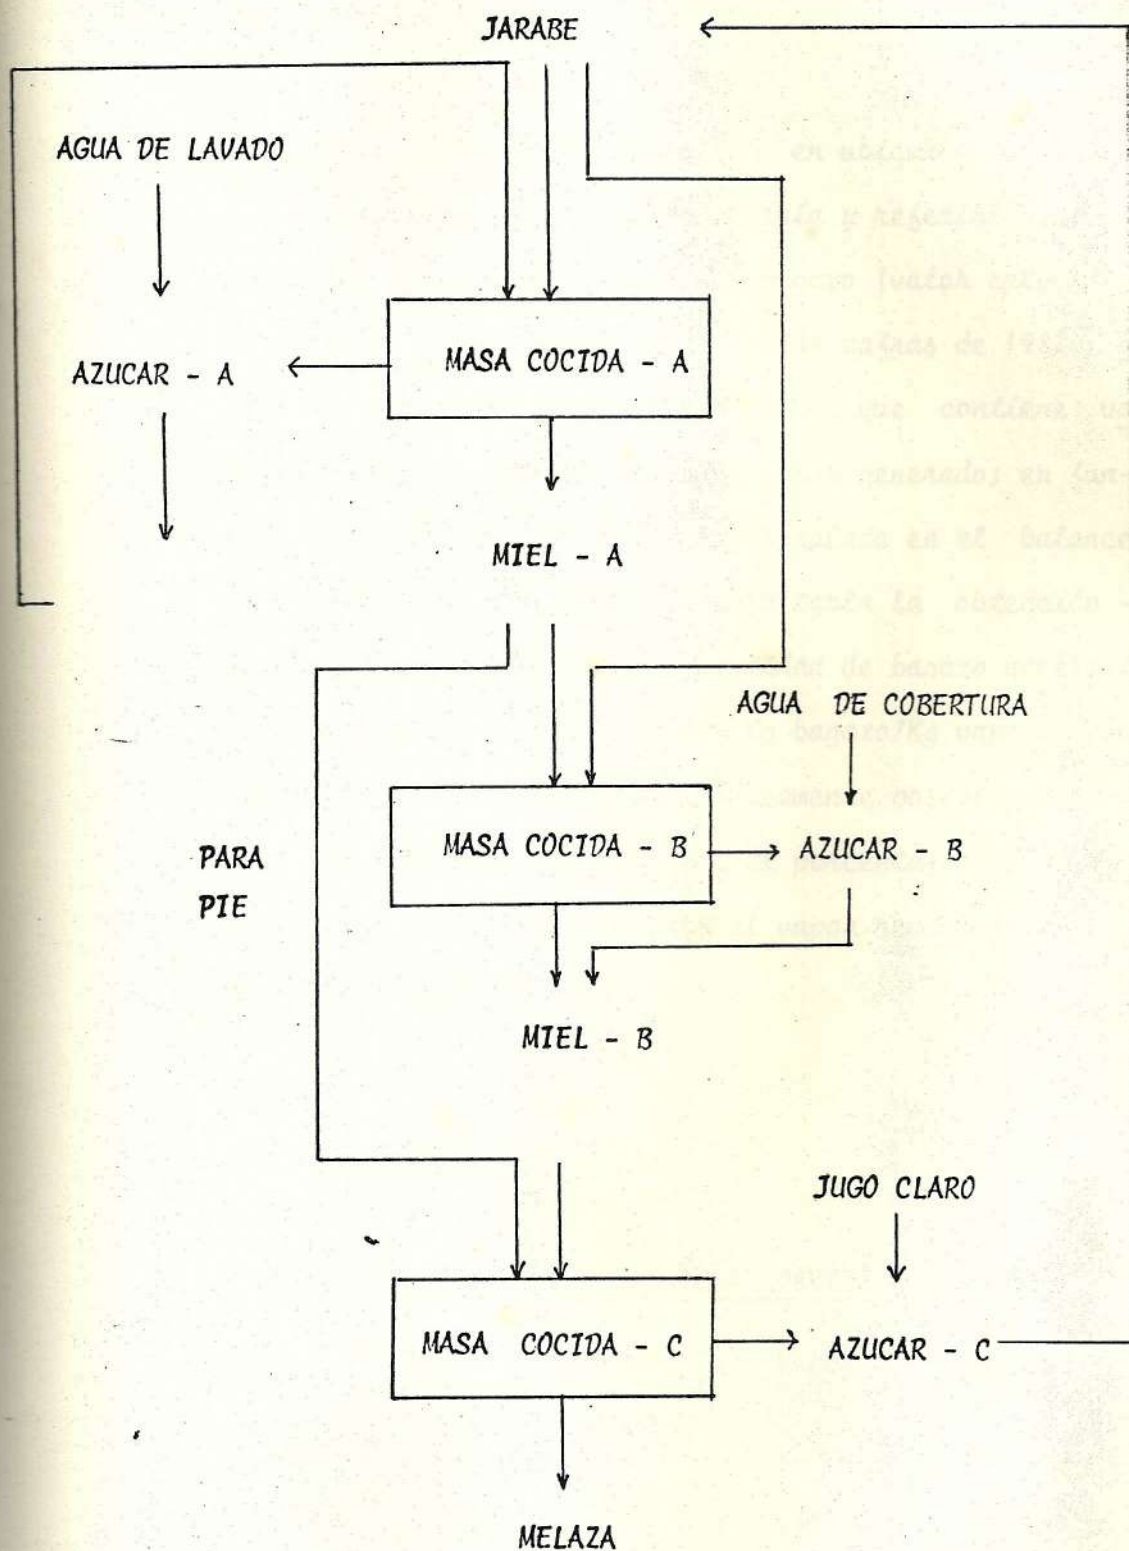 JARABE
AGUA DE LAVADO
AZUCAR - A
MASA COCIDA - A
MIEL - A
AGUA DE COBERTURA
PARA
PIE
MASA COCIDA - B
AZUCAR - B
MIEL - B
JUGO CLARO
MASA COCIDA - C
AZUCAR - C
MELAZA